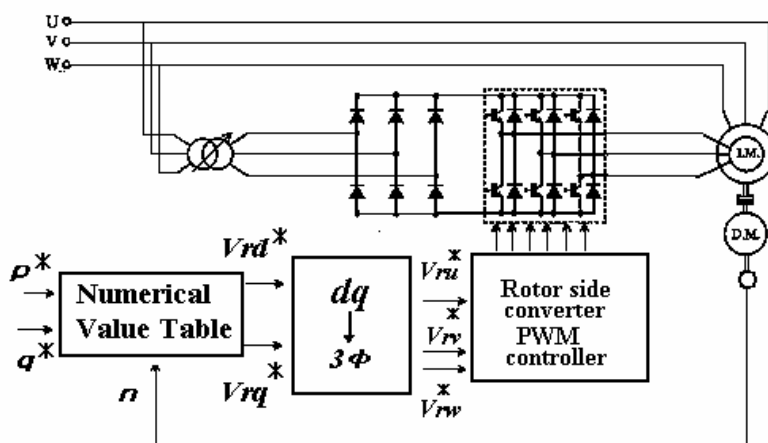 U
V
W
I.M.
D.M.
p*
q*
Numerical
Value Table
n
Vrd*
Vrq*
dq
3Φ
Vru*
Vrv*
Vrw*
Rotor side
converter
PWM
controller